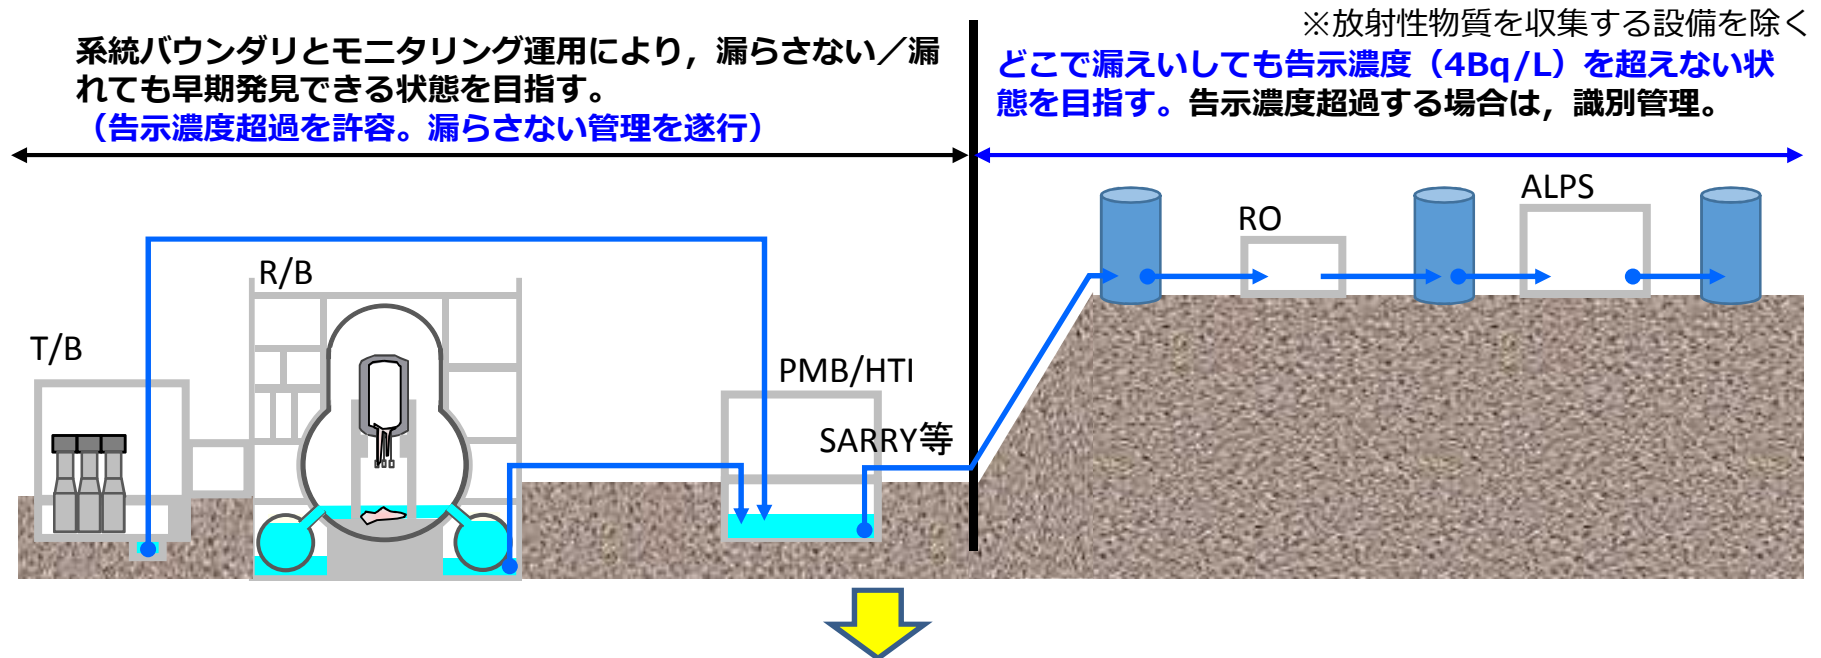 ※放射性物質を収集する設備を除く
系統バウンダリとモニタリング運用により，漏らさない／漏
れても早期発見できる状態を目指す。
（告示濃度超過を許容。漏らさない管理を遂行）
どこで漏えいしても告示濃度（4Bq/L）を超えない状
態を目指す。告示濃度超過する場合は，識別管理。
ALPS
RO
R/B
T/B
PMB/HTI
SARRY等